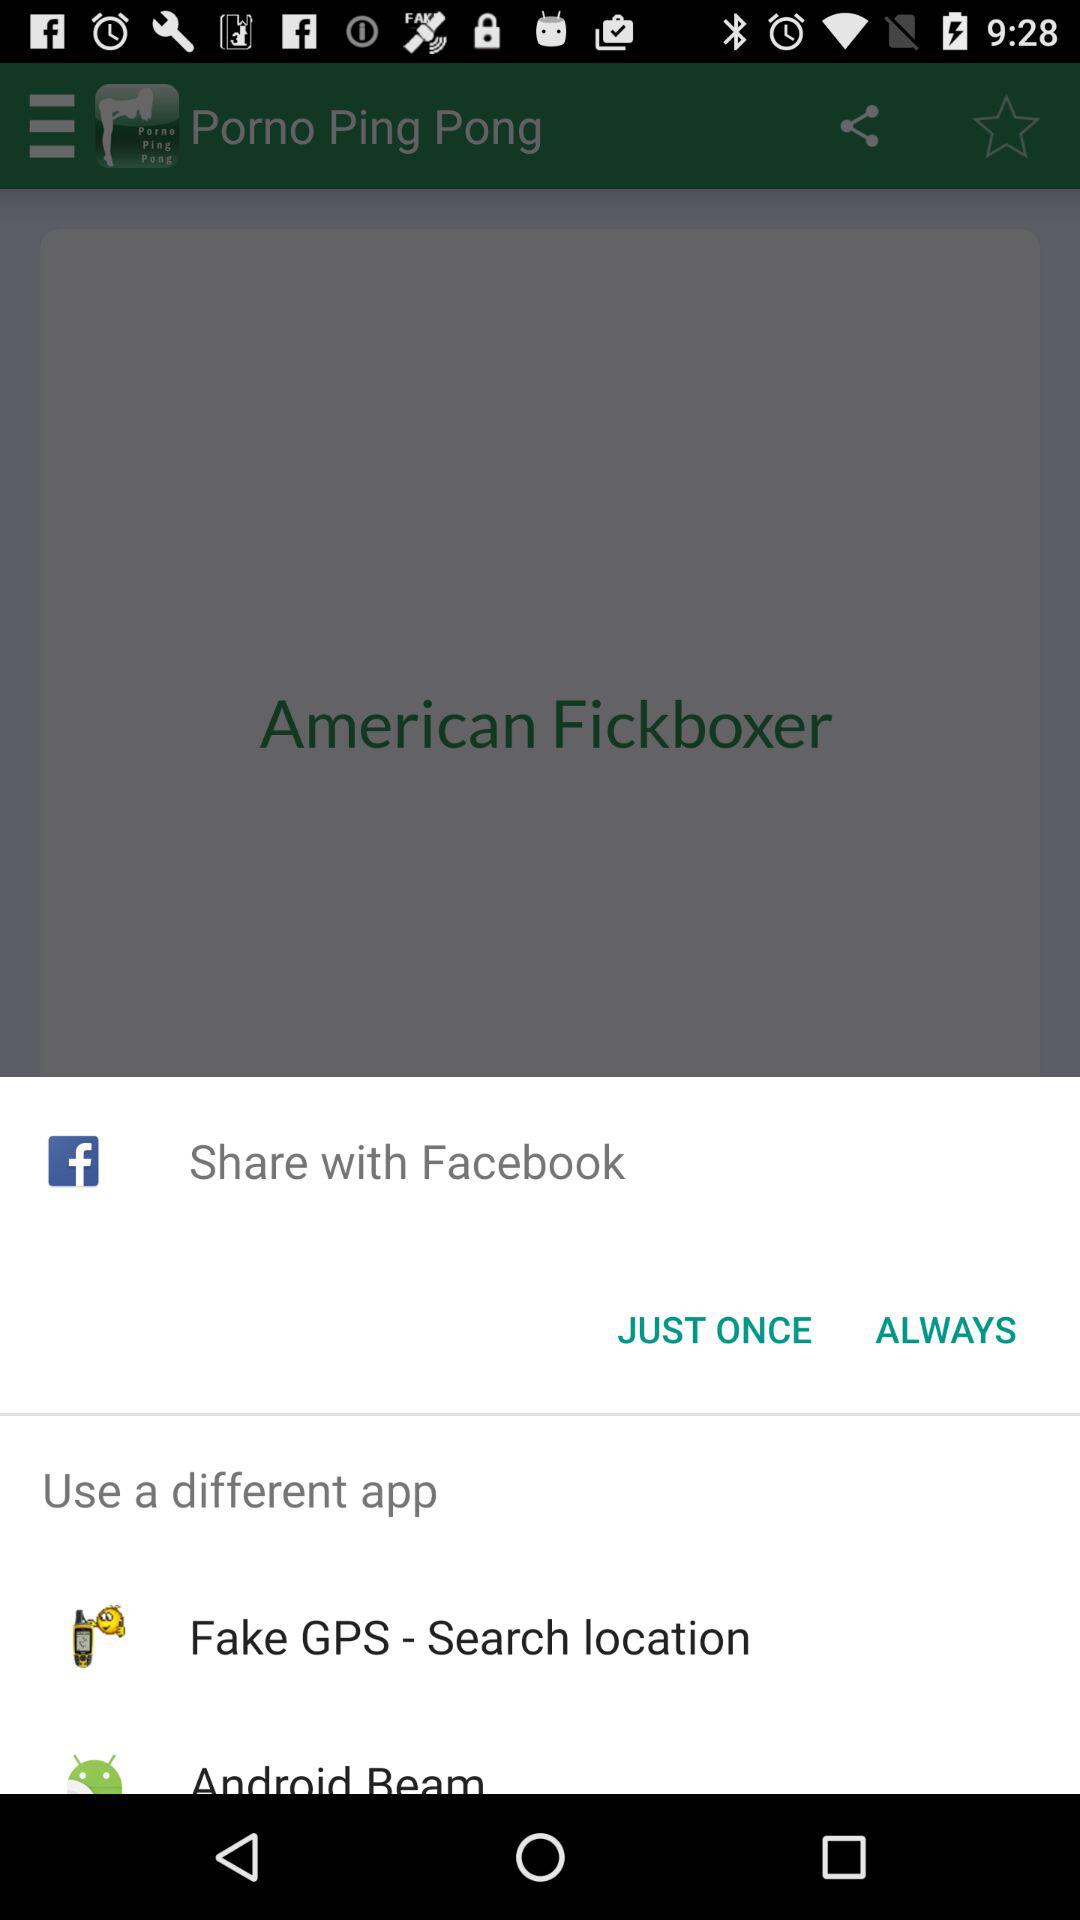 FAKE
9:28
Porno
Ping
Pong
Porno Ping Pong
American Fickboxer
Share with Facebook
JUST ONCE ALWAYS
Use a different app
Fake GPS - Search location
Android Beam